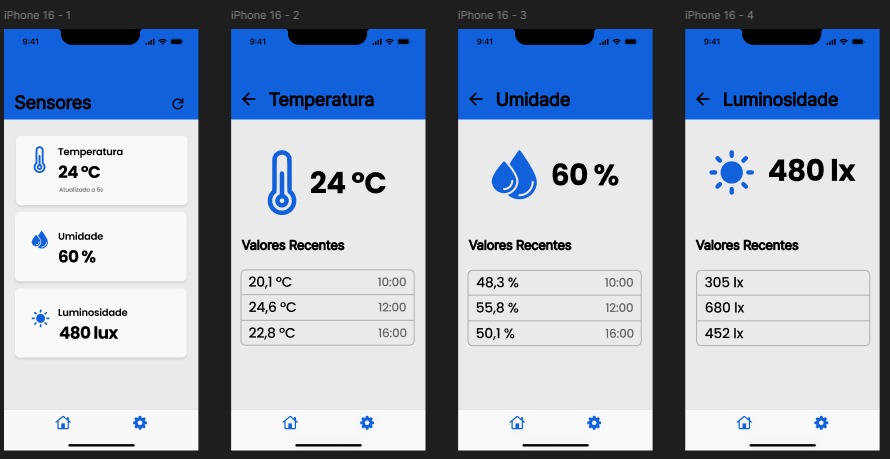 iPhone 16 - 1
9:41
Sensores
Temperatura
24 ºC
Atualizado a 5s
Umidade
60 %
Luminosidade
480 lux
iPhone 16 - 2
9:41
Temperatura
24 ºC
Valores Recentes
20,1 ºC 10:00
24,6 ºC 12:00
22,8 ºC 16:00
iPhone 16 - 3
9:41
Umidade
60 %
Valores Recentes
48,3 % 10:00
55,8 % 12:00
50,1 % 16:00
iPhone 16 - 4
9:41
Luminosidade
480 lx
Valores Recentes
305 lx
680 lx
452 lx